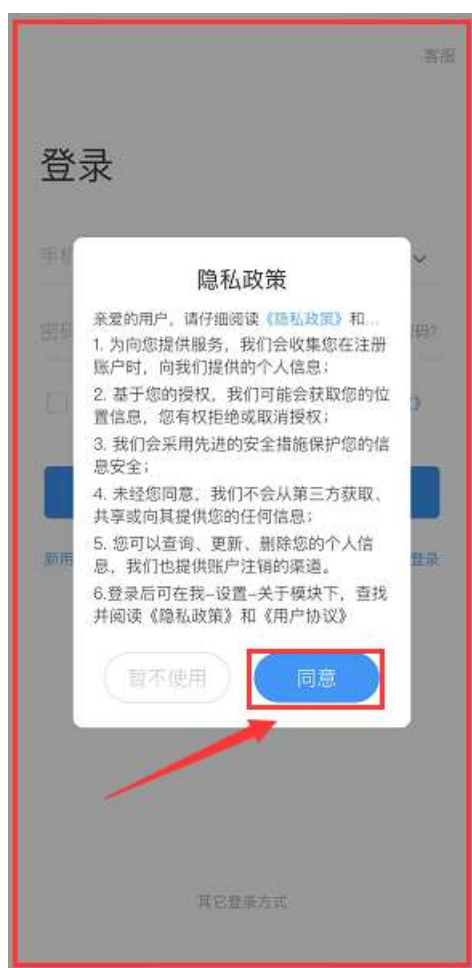 客服
登录
手机
隐私政策
亲爱的用户，请仔细阅读《隐私政策》和...
1. 为向您提供服务，我们会收集您在注册
账户时，向我们提供的个人信息；
密码
码?
2. 基于您的授权，我们可能会获取您的位
置信息，您有权拒绝或取消授权；
》
3. 我们会采用先进的安全措施保护您的信
息安全；
4. 未经您同意，我们不会从第三方获取、
共享或向其提供您的任何信息；
5. 您可以查询、更新、删除您的个人信
息，我们也提供账户注销的渠道。
新用
登录
6.登录后可在我-设置-关于模块下，查找
并阅读《隐私政策》和《用户协议》
暂不使用
同意
其它登录方式